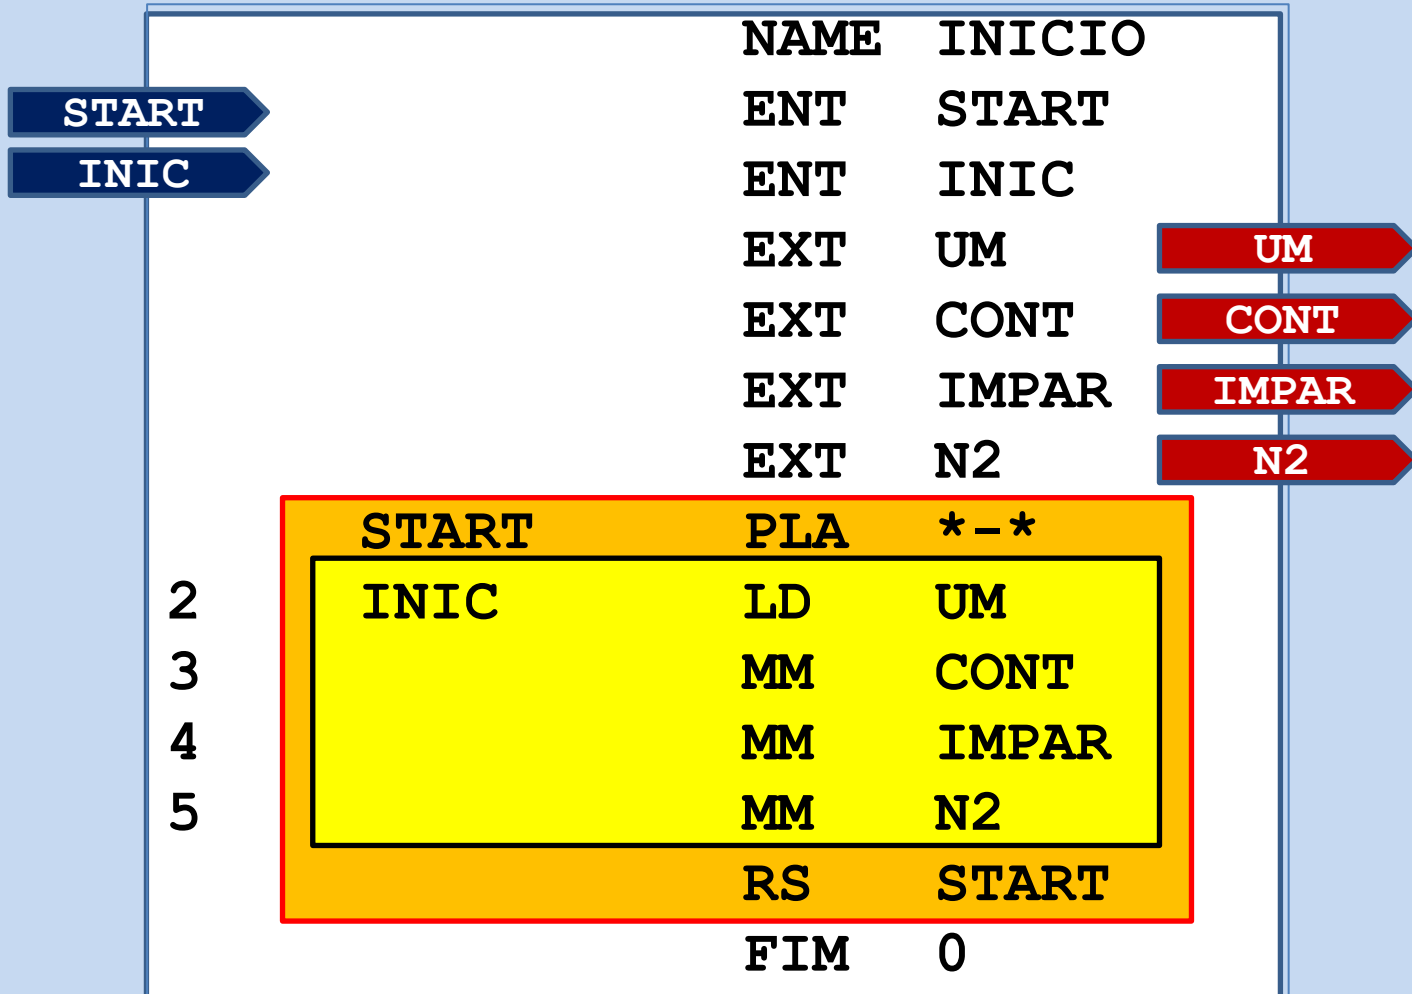 NAME INICIO
START ENT START
INIC ENT INIC
EXT UM UM
EXT CONT CONT
EXT IMPAR IMPAR
EXT N2 N2
START PLA *-*
2 INIC LD UM
3 MM CONT
4 MM IMPAR
5 MM N2
RS START
FIM 0